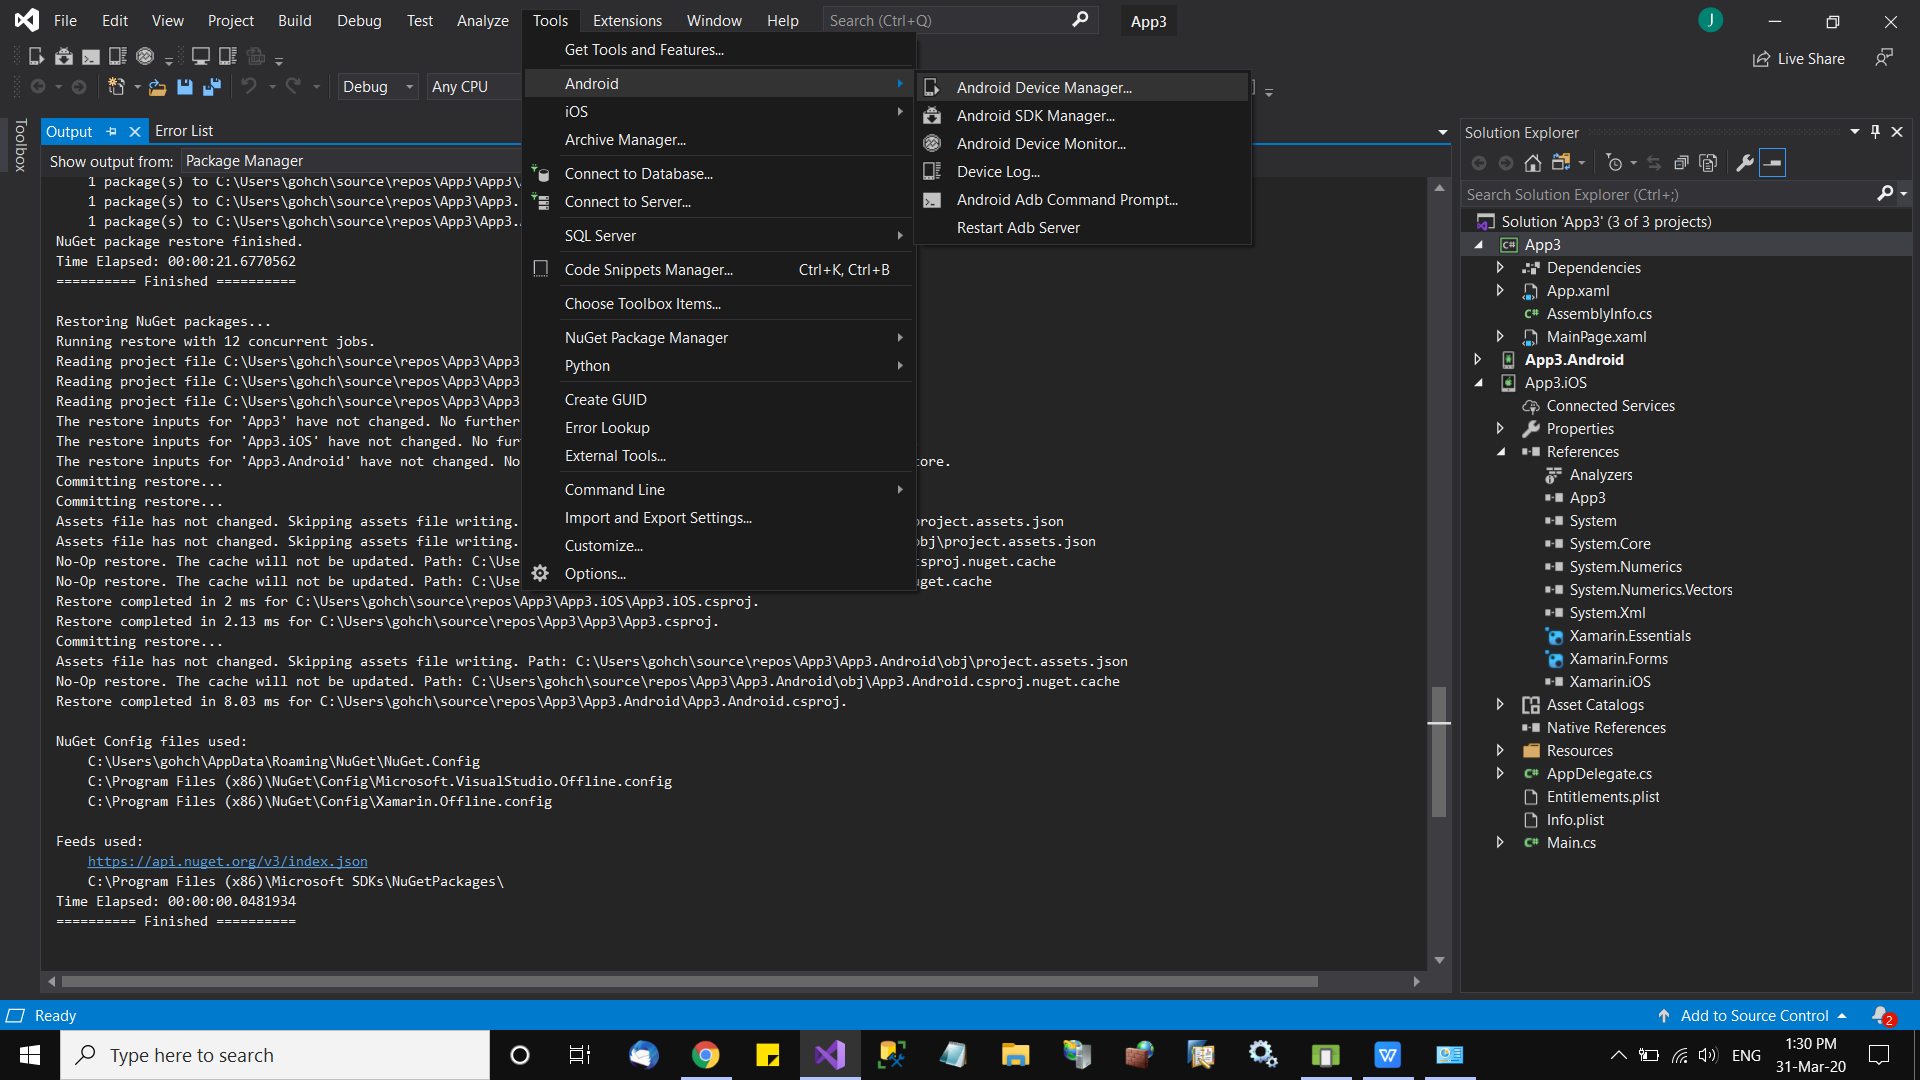 File Edit View Project Build Debug Test Analyze Tools Extensions Window Help Search (Ctrl+Q) App3 J
Live Share
Debug Any CPU
Get Tools and Features...
Android
iOS
Archive Manager...
Connect to Database...
Connect to Server...
SQL Server
Code Snippets Manager... Ctrl+K, Ctrl+B
Choose Toolbox Items...
NuGet Package Manager
Python
Create GUID
Error Lookup
External Tools...
Command Line
Import and Export Settings...
Customize...
Options...
Android Device Manager...
Android SDK Manager...
Android Device Monitor...
Device Log...
Android Adb Command Prompt...
Restart Adb Server
Toolbox
Output Error List
Show output from: Package Manager
1 package(s) to C:\Users\gohch\source\repos\App3\App3\
1 package(s) to C:\Users\gohch\source\repos\App3\App3.
1 package(s) to C:\Users\gohch\source\repos\App3\App3.
NuGet package restore finished.
Time Elapsed: 00:00:21.6770562
========== Finished ==========
Restoring NuGet packages...
Running restore with 12 concurrent jobs.
Reading project file C:\Users\gohch\source\repos\App3\App3
Reading project file C:\Users\gohch\source\repos\App3\App3
Reading project file C:\Users\gohch\source\repos\App3\App3
The restore inputs for 'App3' have not changed. No further
The restore inputs for 'App3.iOS' have not changed. No fur
The restore inputs for 'App3.Android' have not changed. No ore.
Committing restore...
Committing restore...
Assets file has not changed. Skipping assets file writing. roject.assets.json
Assets file has not changed. Skipping assets file writing. bj\project.assets.json
No-Op restore. The cache will not be updated. Path: C:\Use sproj.nuget.cache
No-Op restore. The cache will not be updated. Path: C:\Use uget.cache
Restore completed in 2 ms for C:\Users\gohch\source\repos\App3\App3.iOS\App3.iOS.csproj.
Restore completed in 2.13 ms for C:\Users\gohch\source\repos\App3\App3\App3.csproj.
Committing restore...
Assets file has not changed. Skipping assets file writing. Path: C:\Users\gohch\source\repos\App3\App3.Android\obj\project.assets.json
No-Op restore. The cache will not be updated. Path: C:\Users\gohch\source\repos\App3\App3.Android\obj\App3.Android.csproj.nuget.cache
Restore completed in 8.03 ms for C:\Users\gohch\source\repos\App3\App3.Android\App3.Android.csproj.
NuGet Config files used:
C:\Users\gohch\AppData\Roaming\NuGet\NuGet.Config
C:\Program Files (x86)\NuGet\Config\Microsoft.VisualStudio.Offline.config
C:\Program Files (x86)\NuGet\Config\Xamarin.Offline.config
Feeds used:
https://api.nuget.org/v3/index.json
C:\Program Files (x86)\Microsoft SDKs\NuGetPackages\
Time Elapsed: 00:00:00.0481934
========== Finished ==========
Solution Explorer
Search Solution Explorer (Ctrl+;)
Solution 'App3' (3 of 3 projects)
C# App3
Dependencies
App.xaml
C# AssemblyInfo.cs
MainPage.xaml
App3.Android
App3.iOS
Connected Services
Properties
References
Analyzers
App3
System
System.Core
System.Numerics
System.Numerics.Vectors
System.Xml
Xamarin.Essentials
Xamarin.Forms
Xamarin.iOS
Asset Catalogs
Native References
Resources
C# AppDelegate.cs
Entitlements.plist
Info.plist
C# Main.cs
Ready Add to Source Control 2
Type here to search W ENG 1:30 PM
31-Mar-20